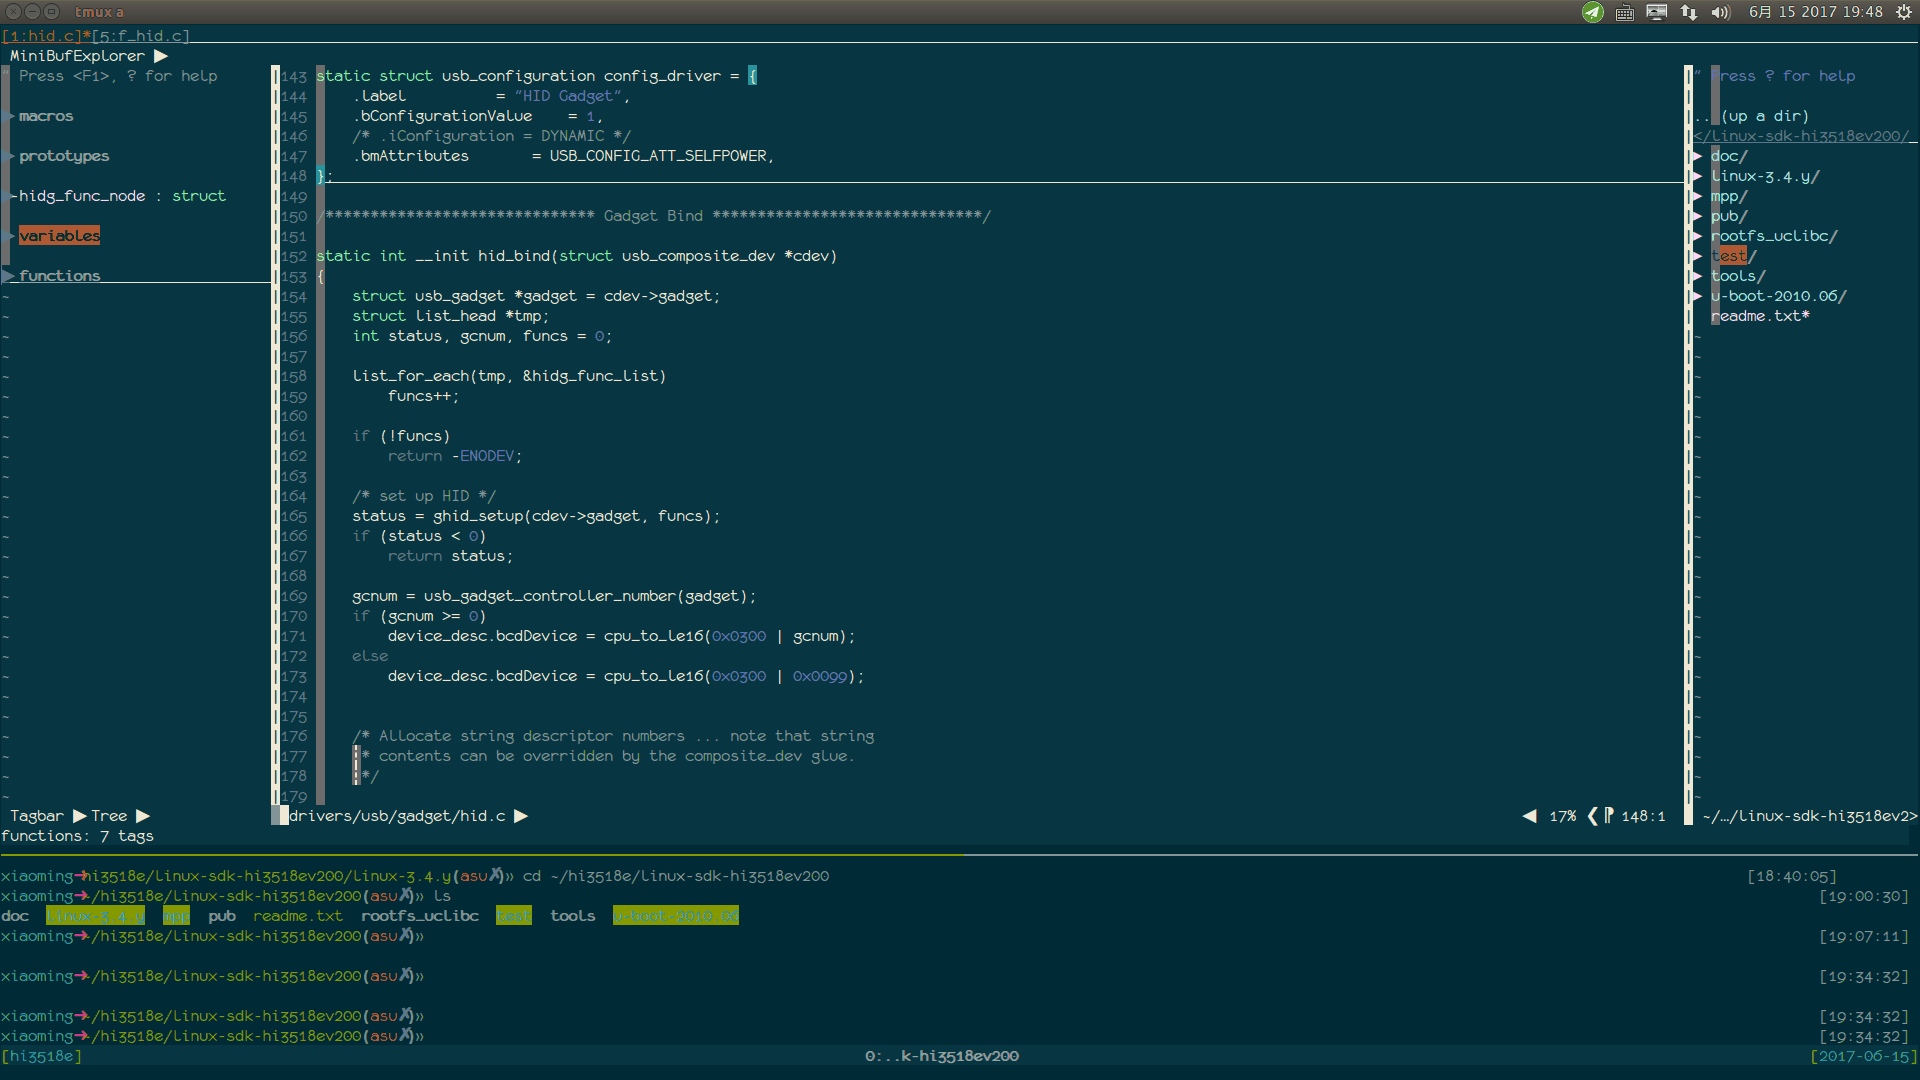 tmux a
6月 15 2017 19:48
[1:hid.c]*[5:f_hid.c]
MiniBufExplorer ▶
" Press <F1>, ? for help
▶ macros
▶ prototypes
▶-hidg_func_node : struct
▶ variables
▶ functions
143 static struct usb_configuration config_driver = {
144     .label          = "HID Gadget",
145     .bConfigurationValue    = 1,
146     /* .iConfiguration = DYNAMIC */
147     .bmAttributes       = USB_CONFIG_ATT_SELFPOWER,
148 };
149
150 /****************************** Gadget Bind ******************************/
151
152 static int __init hid_bind(struct usb_composite_dev *cdev)
153 {
154     struct usb_gadget *gadget = cdev->gadget;
155     struct list_head *tmp;
156     int status, gcnum, funcs = 0;
157
158     list_for_each(tmp, &hidg_func_list)
159         funcs++;
160
161     if (!funcs)
162         return -ENODEV;
163
164     /* set up HID */
165     status = ghid_setup(cdev->gadget, funcs);
166     if (status < 0)
167         return status;
168
169     gcnum = usb_gadget_controller_number(gadget);
170     if (gcnum >= 0)
171         device_desc.bcdDevice = cpu_to_le16(0x0300 | gcnum);
172     else
173         device_desc.bcdDevice = cpu_to_le16(0x0300 | 0x0099);
174
175
176     /* Allocate string descriptor numbers ... note that string
177     ¦* contents can be overridden by the composite_dev glue.
178     ¦*/
179
" Press ? for help
.. (up a dir)
</linux-sdk-hi3518ev200/
▶ doc/
▶ linux-3.4.y/
▶ mpp/
▶ pub/
▶ rootfs_uclibc/
▶ test/
▶ tools/
▶ u-boot-2010.06/
readme.txt*
Tagbar ▶ Tree ▶
drivers/usb/gadget/hid.c ▶
◀ 17% ❮ ⁋ 148:1
~/…/linux-sdk-hi3518ev2>
functions: 7 tags
xiaoming➜hi3518e/linux-sdk-hi3518ev200/linux-3.4.y(asu✗)» cd ~/hi3518e/linux-sdk-hi3518ev200 [18:40:05]
xiaoming➜~/hi3518e/linux-sdk-hi3518ev200(asu✗)» ls [19:00:30]
doc linux-3.4.y mpp pub readme.txt rootfs_uclibc test tools u-boot-2010.06
xiaoming➜~/hi3518e/linux-sdk-hi3518ev200(asu✗)» [19:07:11]
xiaoming➜~/hi3518e/linux-sdk-hi3518ev200(asu✗)» [19:34:32]
xiaoming➜~/hi3518e/linux-sdk-hi3518ev200(asu✗)» [19:34:32]
xiaoming➜~/hi3518e/linux-sdk-hi3518ev200(asu✗)» [19:34:32]
[hi3518e] 0:..k-hi3518ev200 [2017-06-15]